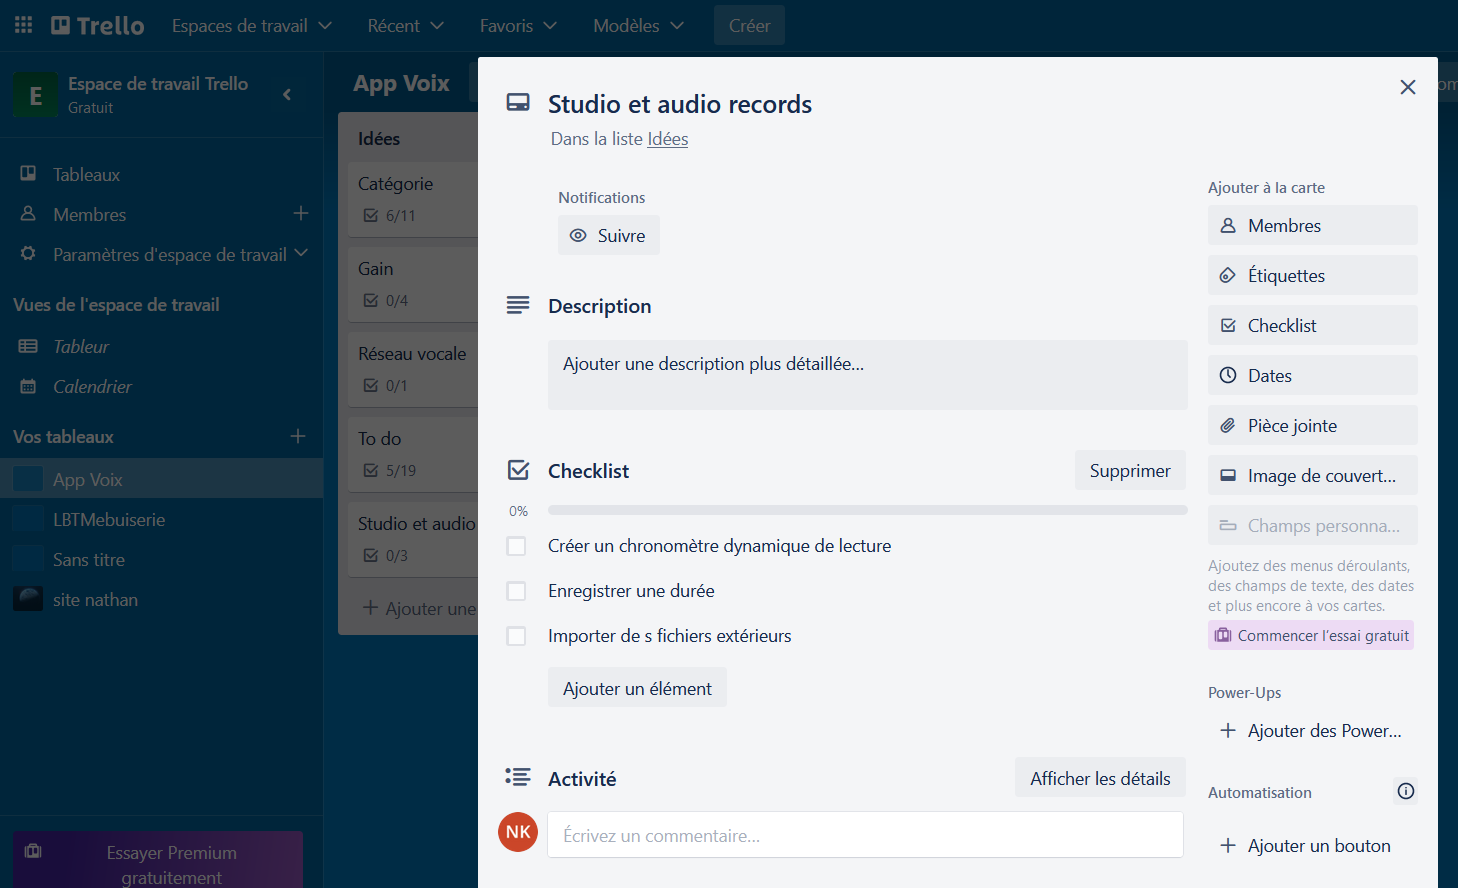 Trello
Espaces de travail
Récent
Favoris
Modèles
Créer
E
Espace de travail Trello
Gratuit
Tableaux
Membres
Paramètres d'espace de travail
Vues de l'espace de travail
Tableur
Calendrier
Vos tableaux
App Voix
LBTMebuiserie
Sans titre
site nathan
Essayer Premium
gratuitement
App Voix
Idées
Catégorie
6/11
Gain
0/4
Réseau vocale
0/1
To do
5/19
Studio et audio
0/3
Ajouter une
Studio et audio records
Dans la liste Idées
Notifications
Suivre
Description
Ajouter une description plus détaillée...
Checklist
Supprimer
0%
Créer un chronomètre dynamique de lecture
Enregistrer une durée
Importer de s fichiers extérieurs
Ajouter un élément
Activité
Afficher les détails
NK
Écrivez un commentaire...
Ajouter à la carte
Membres
Étiquettes
Checklist
Dates
Pièce jointe
Image de couvert...
Champs personna...
Ajoutez des menus déroulants,
des champs de texte, des dates
et plus encore à vos cartes.
Commencer l'essai gratuit
Power-Ups
Ajouter des Power...
Automatisation
Ajouter un bouton